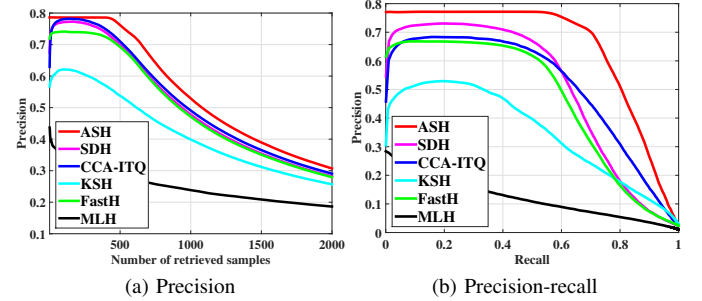 0.8
0.7
0.6
0.5
0.4
0.3
0.2
0.1
Precision
ASH
SDH
CCA-ITQ
KSH
FastH
MLH
500 1000 1500 2000
Number of retrieved samples
(a) Precision
0.8
0.7
0.6
0.5
0.4
0.3
0.2
0.1
0
Precision
ASH
SDH
CCA-ITQ
KSH
FastH
MLH
0 0.2 0.4 0.6 0.8 1
Recall
(b) Precision-recall